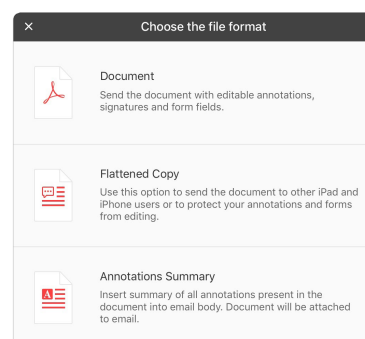 Choose the file format
Document
Send the document with editable annotations,
signatures and form fields.
Flattened Copy
Use this option to send the document to other iPad and
iPhone users or to protect your annotations and forms
from editing.
A
Annotations Summary
Insert summary of all annotations present in the
document into email body. Document will be attached
to email.